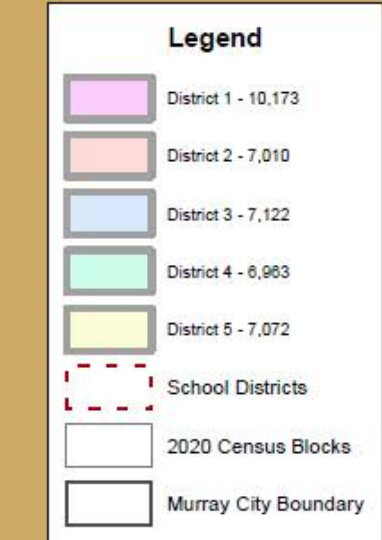 Legend
District 1 - 10,173
District 2 - 7,010
District 3 - 7,122
District 4 - 6,963
District 5 - 7,072
School Districts
2020 Census Blocks
Murray City Boundary